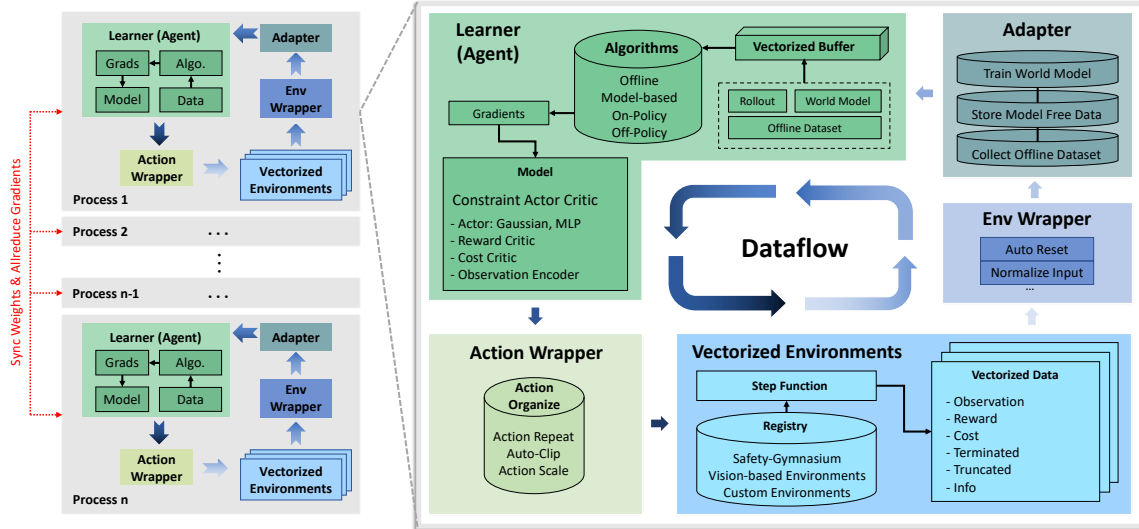 Sync Weights & Allreduce Gradients
Learner (Agent)
Grads
Algo.
Model
Data
Adapter
Env
Wrapper
Action
Wrapper
Vectorized
Environments
Process 1
Process 2
...
...
Process n-1
...
Learner (Agent)
Grads
Algo.
Model
Data
Adapter
Env
Wrapper
Action
Wrapper
Vectorized
Environments
Process n
Learner
(Agent)
Algorithms
Offline
Model-based
On-Policy
Off-Policy
Vectorized Buffer
Rollout
World Model
Offline Dataset
Gradients
Model
Constraint Actor Critic
- Actor: Gaussian, MLP
- Reward Critic
- Cost Critic
- Observation Encoder
Adapter
Train World Model
Store Model Free Data
Collect Offline Dataset
Dataflow
Env Wrapper
Auto Reset
Normalize Input
...
Action Wrapper
Action
Organize
Action Repeat
Auto-Clip
Action Scale
Vectorized Environments
Step Function
Registry
Safety-Gymnasium
Vision-based Environments
Custom Environments
Vectorized Data
- Observation
- Reward
- Cost
- Terminated
- Truncated
- Info